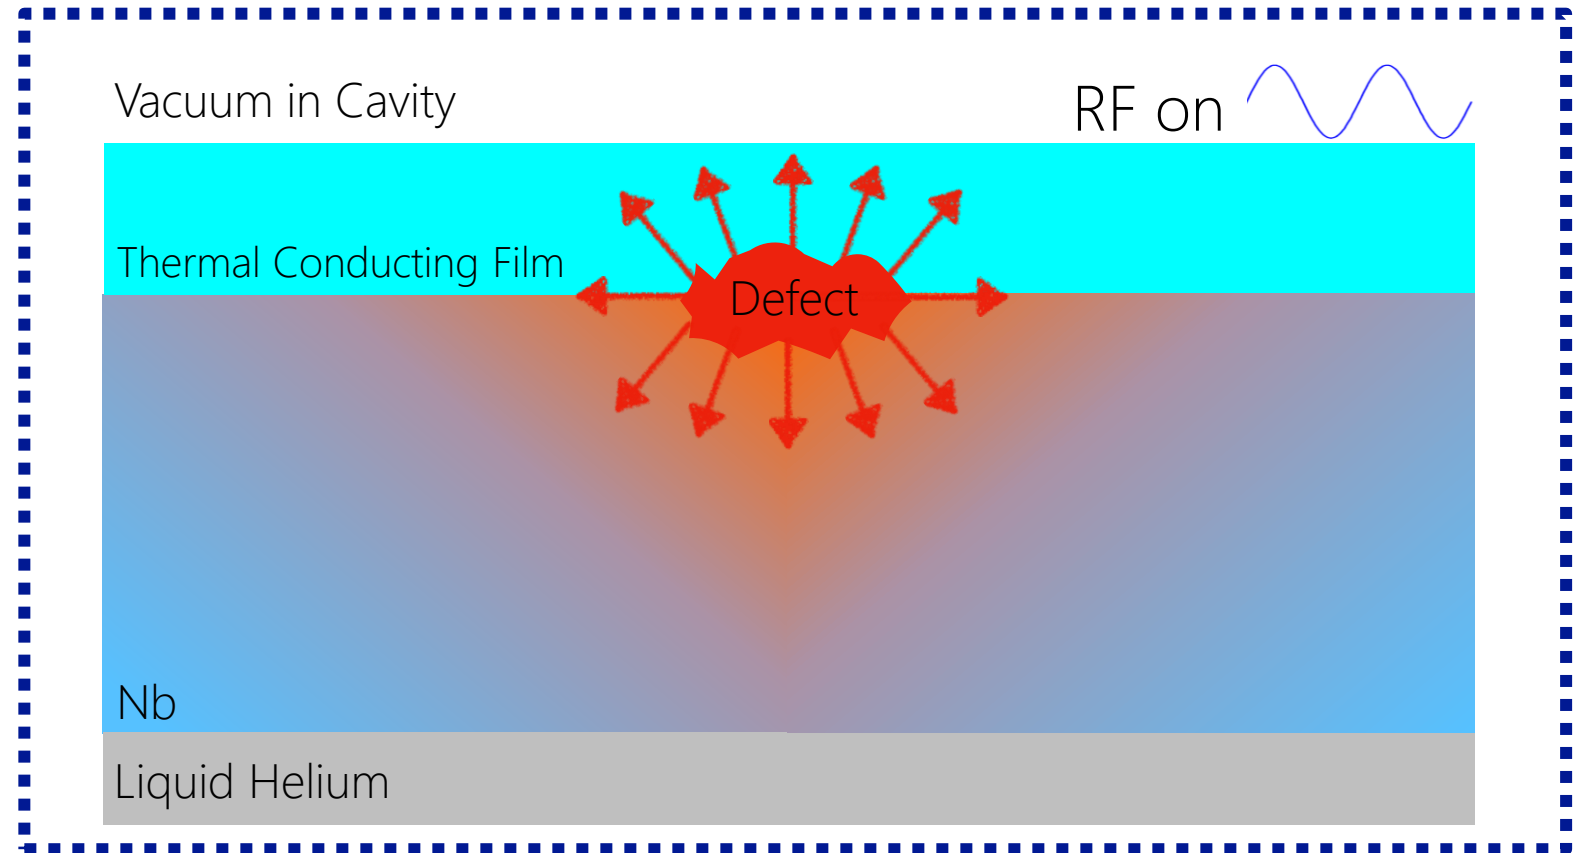 Vacuum in Cavity
RF on
Thermal Conducting Film
Defect
Nb
Liquid Helium